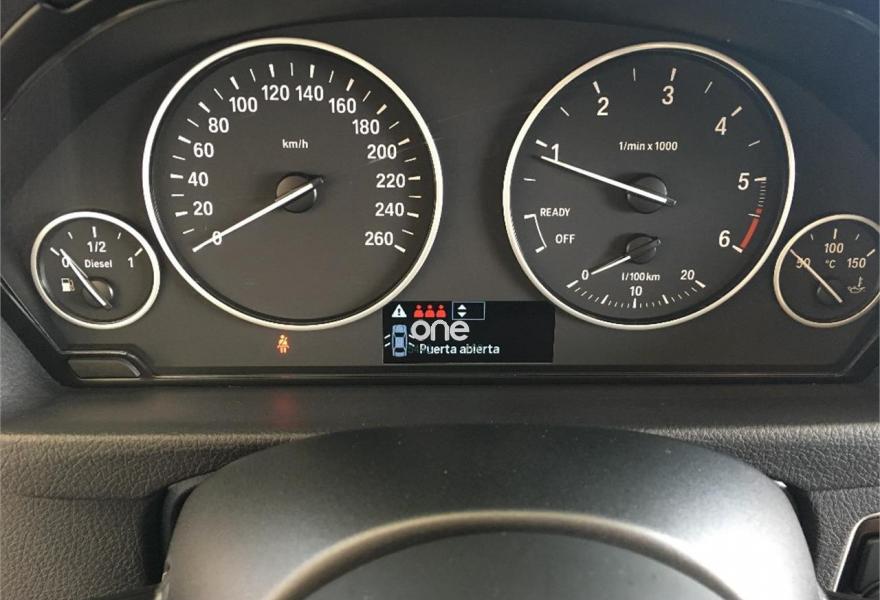 0 20 40 60 80 100 120 140 160 180 200 220 240 260
km/h
1 2 3 4 5 6
1/min x 1000
READY
OFF
0 10 20
l/100km
0 1/2 1
Diesel
50 100 150
°C
one
Puerta abierta